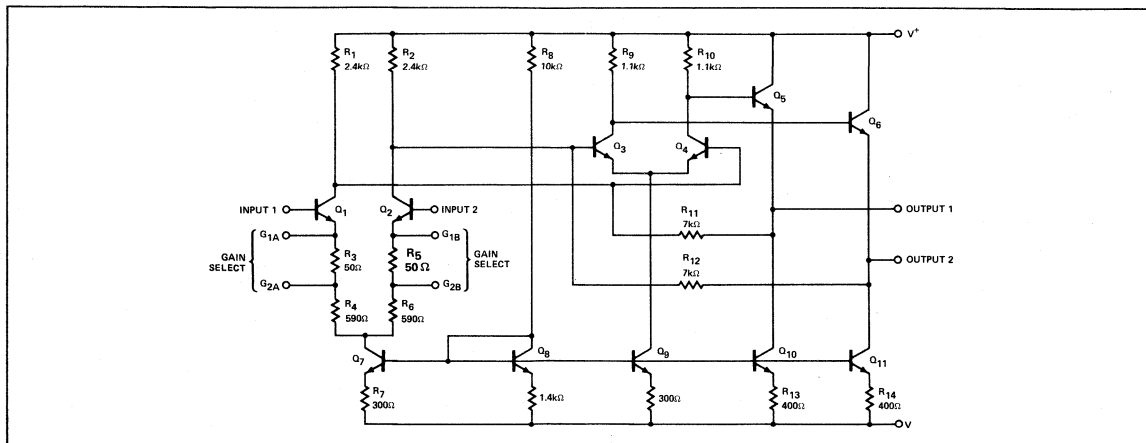 R1
2.4kΩ
R2
2.4kΩ
R8
10kΩ
R9
1.1kΩ
R10
1.1kΩ
V+
Q5
Q6
Q3
Q4
INPUT 1
Q1
Q2
INPUT 2
R11
7kΩ
OUTPUT 1
G1A
GAIN
SELECT
R3
50Ω
G2A
R4
590Ω
R5
50 Ω
R6
590Ω
G1B
GAIN
SELECT
G2B
R12
7kΩ
OUTPUT 2
Q7
Q8
Q9
Q10
Q11
R7
300Ω
1.4kΩ
300Ω
R13
400Ω
R14
400Ω
V